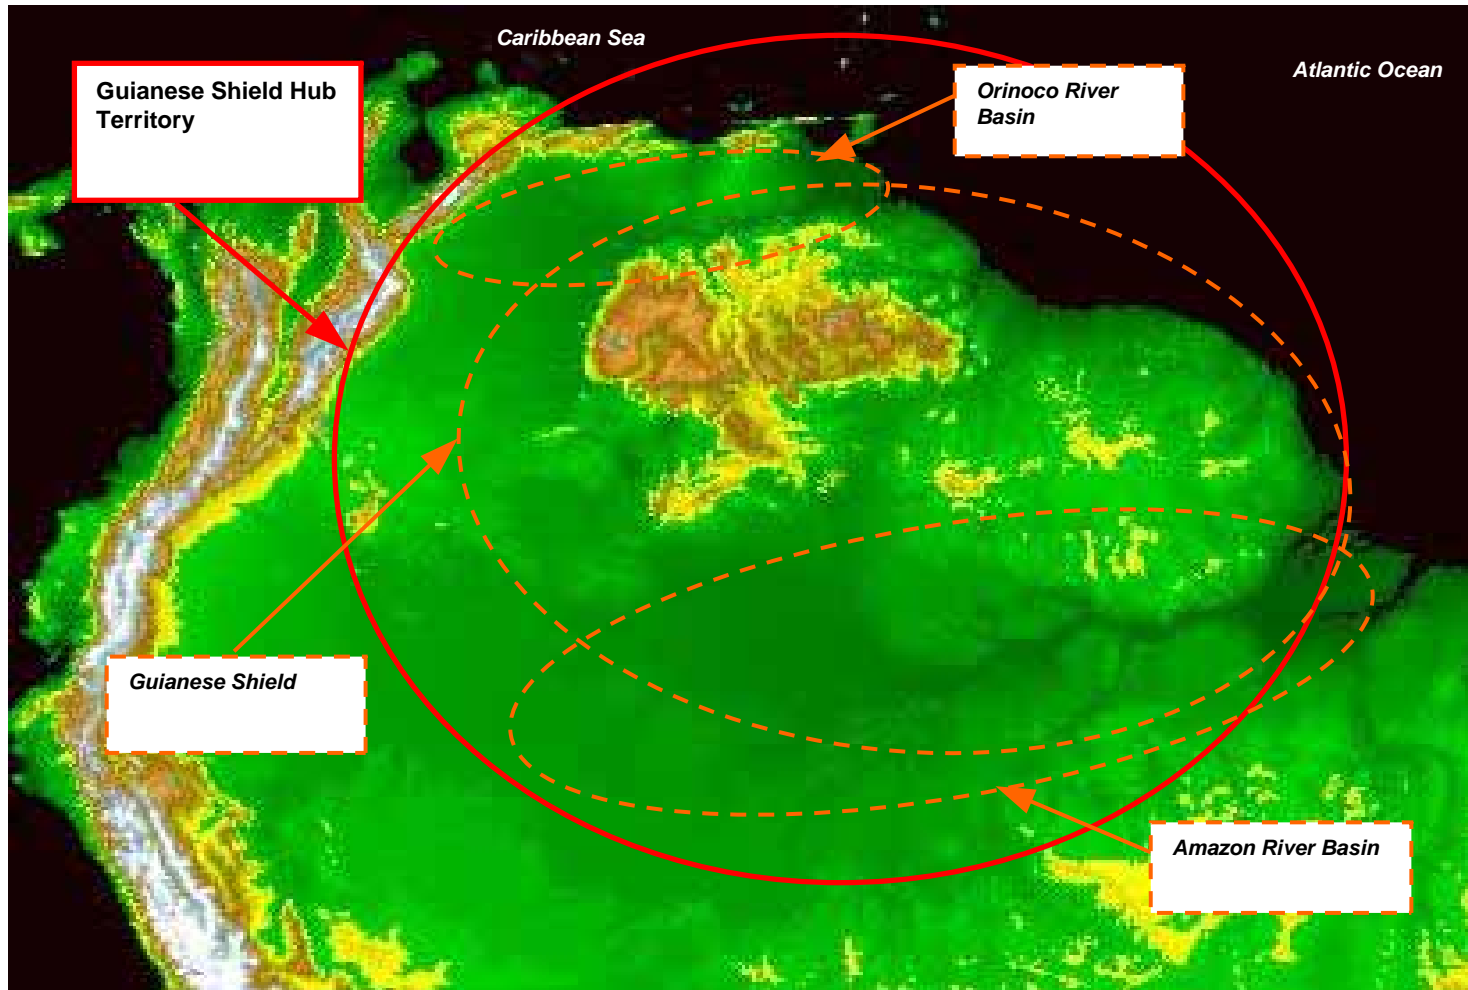 Caribbean Sea
Atlantic Ocean
Guianese Shield Hub
Territory
Orinoco River
Basin
Guianese Shield
Amazon River Basin